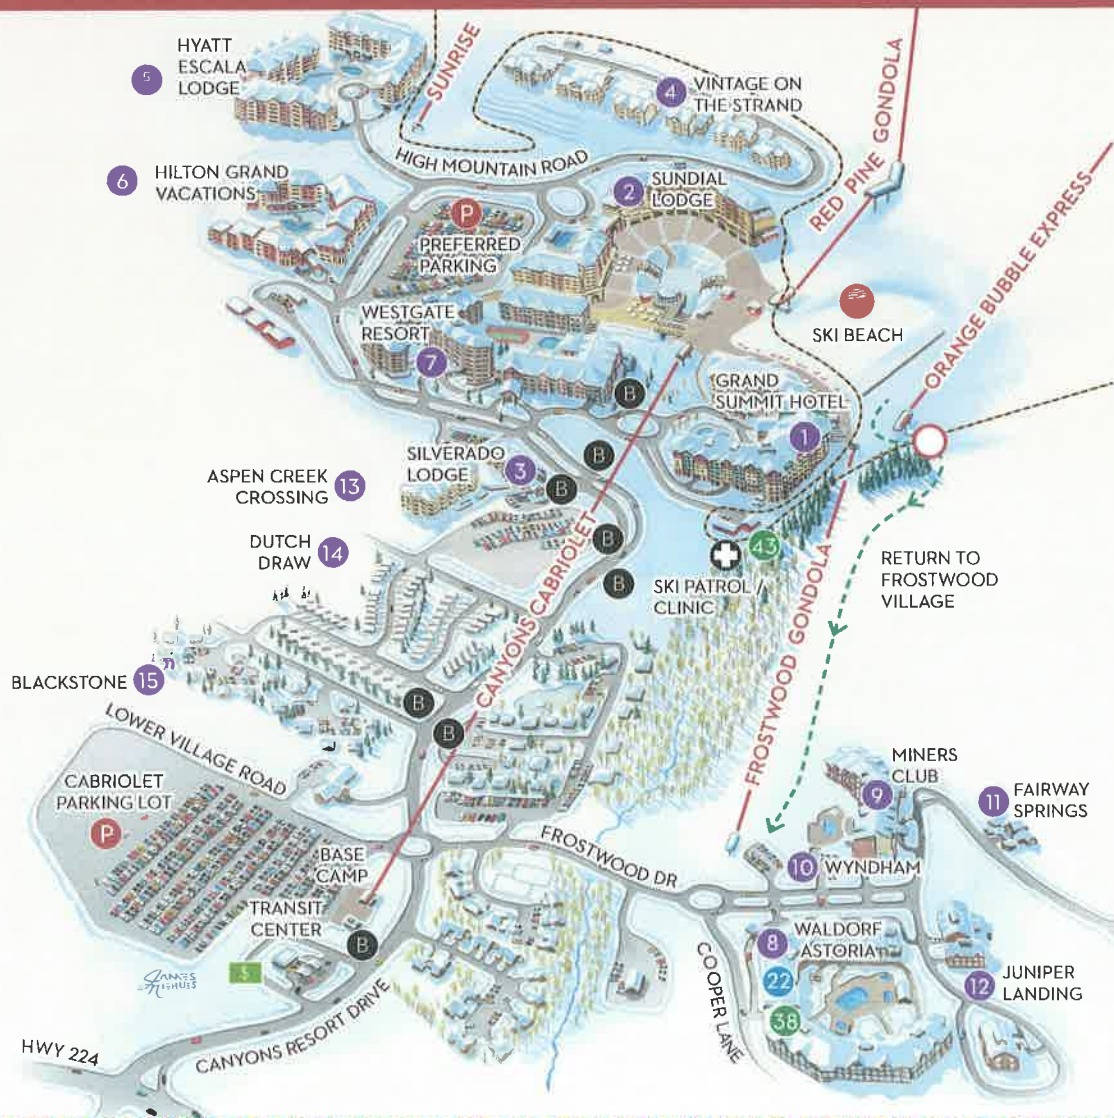 HYATT
ESCALA
LODGE
5
SUNRISE
4
VINTAGE ON
THE STRAND
RED PINE GONDOLA
HIGH MOUNTAIN ROAD
6
HILTON GRAND
VACATIONS
2
SUNDIAL
LODGE
P
PREFERRED
PARKING
ORANGE BUBBLE EXPRESS
SKI BEACH
WESTGATE
RESORT
7
B
GRAND
SUMMIT HOTEL
1
SILVERADO
LODGE
3
B
B
ASPEN CREEK
CROSSING
13
DUTCH
DRAW
14
B
B
43
SKI PATROL /
CLINIC
RETURN TO
FROSTWOOD
VILLAGE
CANYONS CABRIOLET
FROSTWOOD GONDOLA
BLACKSTONE
15
B
B
LOWER VILLAGE ROAD
CABRIOLET
PARKING LOT
P
MINERS
CLUB
9
11
FAIRWAY
SPRINGS
FROSTWOOD DR
BASE
CAMP
10
WYNDHAM
TRANSIT
CENTER
B
$
8
WALDORF
ASTORIA
22
38
12
JUNIPER
LANDING
COOPER LANE
JAMES
NIEHUES
CANYONS RESORT DRIVE
HWY 224